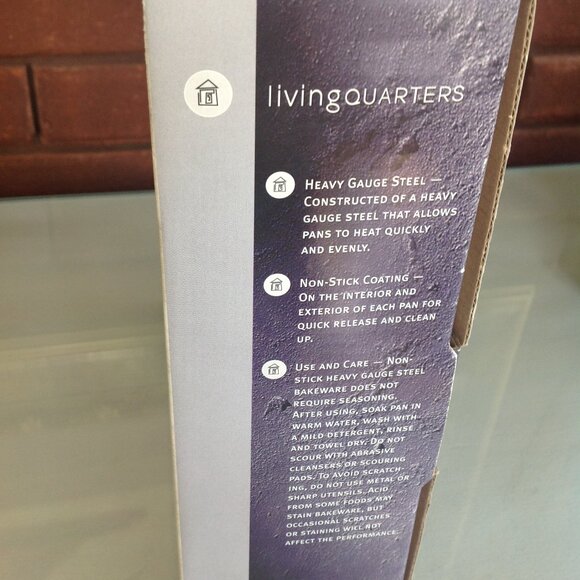 livingQUARTERS
HEAVY GAUGE STEEL —
CONSTRUCTED OF A HEAVY
GAUGE STEEL THAT ALLOWS
PANS TO HEAT QUICKLY
AND EVENLY.
NON-STICK COATING —
ON THE INTERIOR AND
EXTERIOR OF EACH PAN FOR
QUICK RELEASE AND CLEAN
UP.
USE AND CARE — NON-
STICK HEAVY GAUGE STEEL
BAKEWARE DOES NOT
REQUIRE SEASONING.
AFTER USING, SOAK PAN IN
WARM WATER, WASH WITH
A MILD DETERGENT, RINSE
AND TOWEL DRY. DO NOT
SCOUR WITH ABRASIVE
CLEANSERS OR SCOURING
PADS. TO AVOID SCRATCH-
ING, DO NOT USE METAL OR
SHARP UTENSILS. ACID
FROM SOME FOODS MAY
STAIN BAKEWARE, BUT
OCCASIONAL SCRATCHES
OR STAINING WILL NOT
AFFECT THE PERFORMANCE.